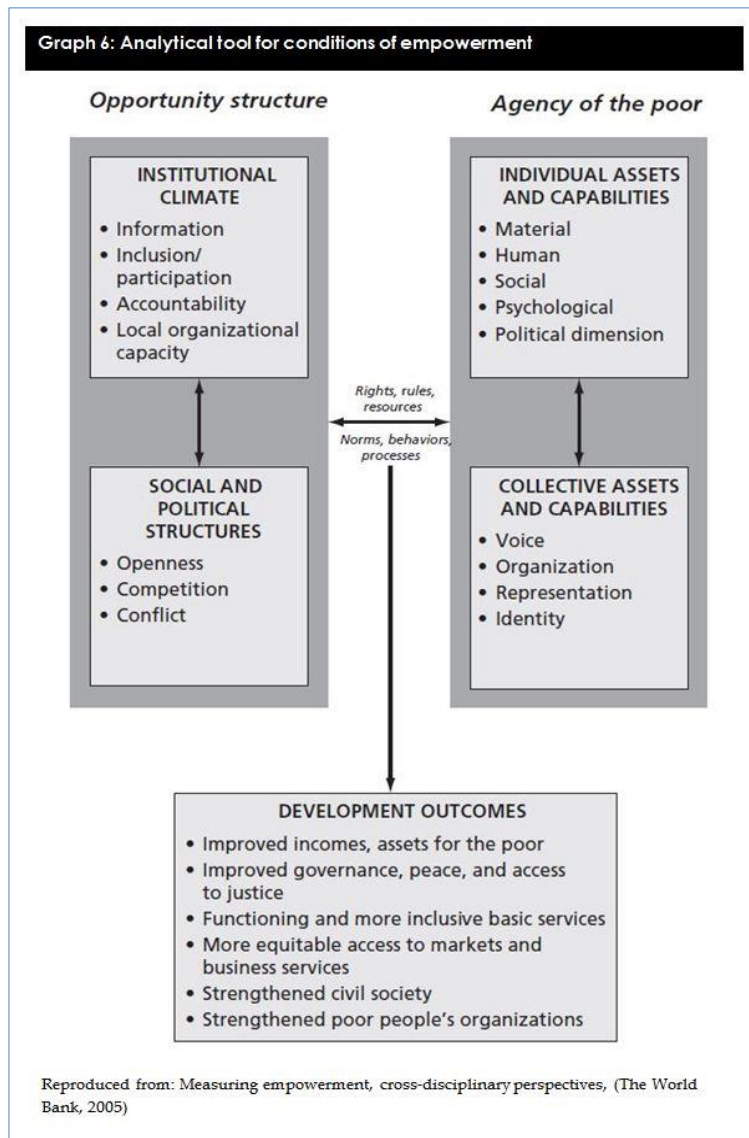 Graph 6: Analytical tool for conditions of empowerment
Opportunity structure
INSTITUTIONAL
CLIMATE
• Information
• Inclusion/
participation
• Accountability
• Local organizational
capacity
SOCIAL AND
POLITICAL
STRUCTURES
• Openness
• Competition
• Conflict
Rights, rules,
resources
Norms, behaviors,
processes
Agency of the poor
INDIVIDUAL ASSETS
AND CAPABILITIES
• Material
• Human
• Social
• Psychological
• Political dimension
COLLECTIVE ASSETS
AND CAPABILITIES
• Voice
• Organization
• Representation
• Identity
DEVELOPMENT OUTCOMES
• Improved incomes, assets for the poor
• Improved governance, peace, and access
to justice
• Functioning and more inclusive basic services
• More equitable access to markets and
business services
• Strengthened civil society
• Strengthened poor people's organizations
Reproduced from: Measuring empowerment, cross-disciplinary perspectives, (The World
Bank, 2005)